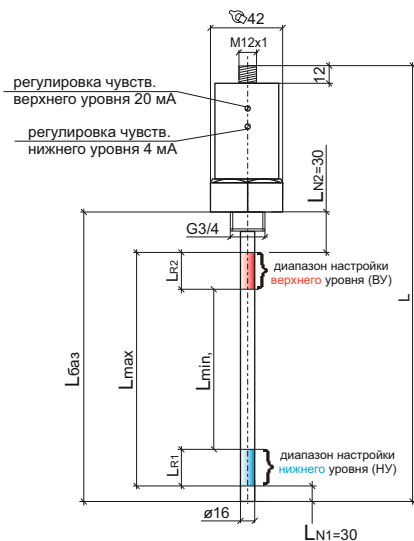 42
M12x1
12
регулировка чувств.
верхнего уровня 20 мА
регулировка чувств.
нижнего уровня 4 мА
LN2=30
G3/4
LR2
диапазон настройки
верхнего уровня (ВУ)
Lбаз
Lmax
Lmin,
L
LR1
диапазон настройки
нижнего уровня (НУ)
ø16
LN1=30